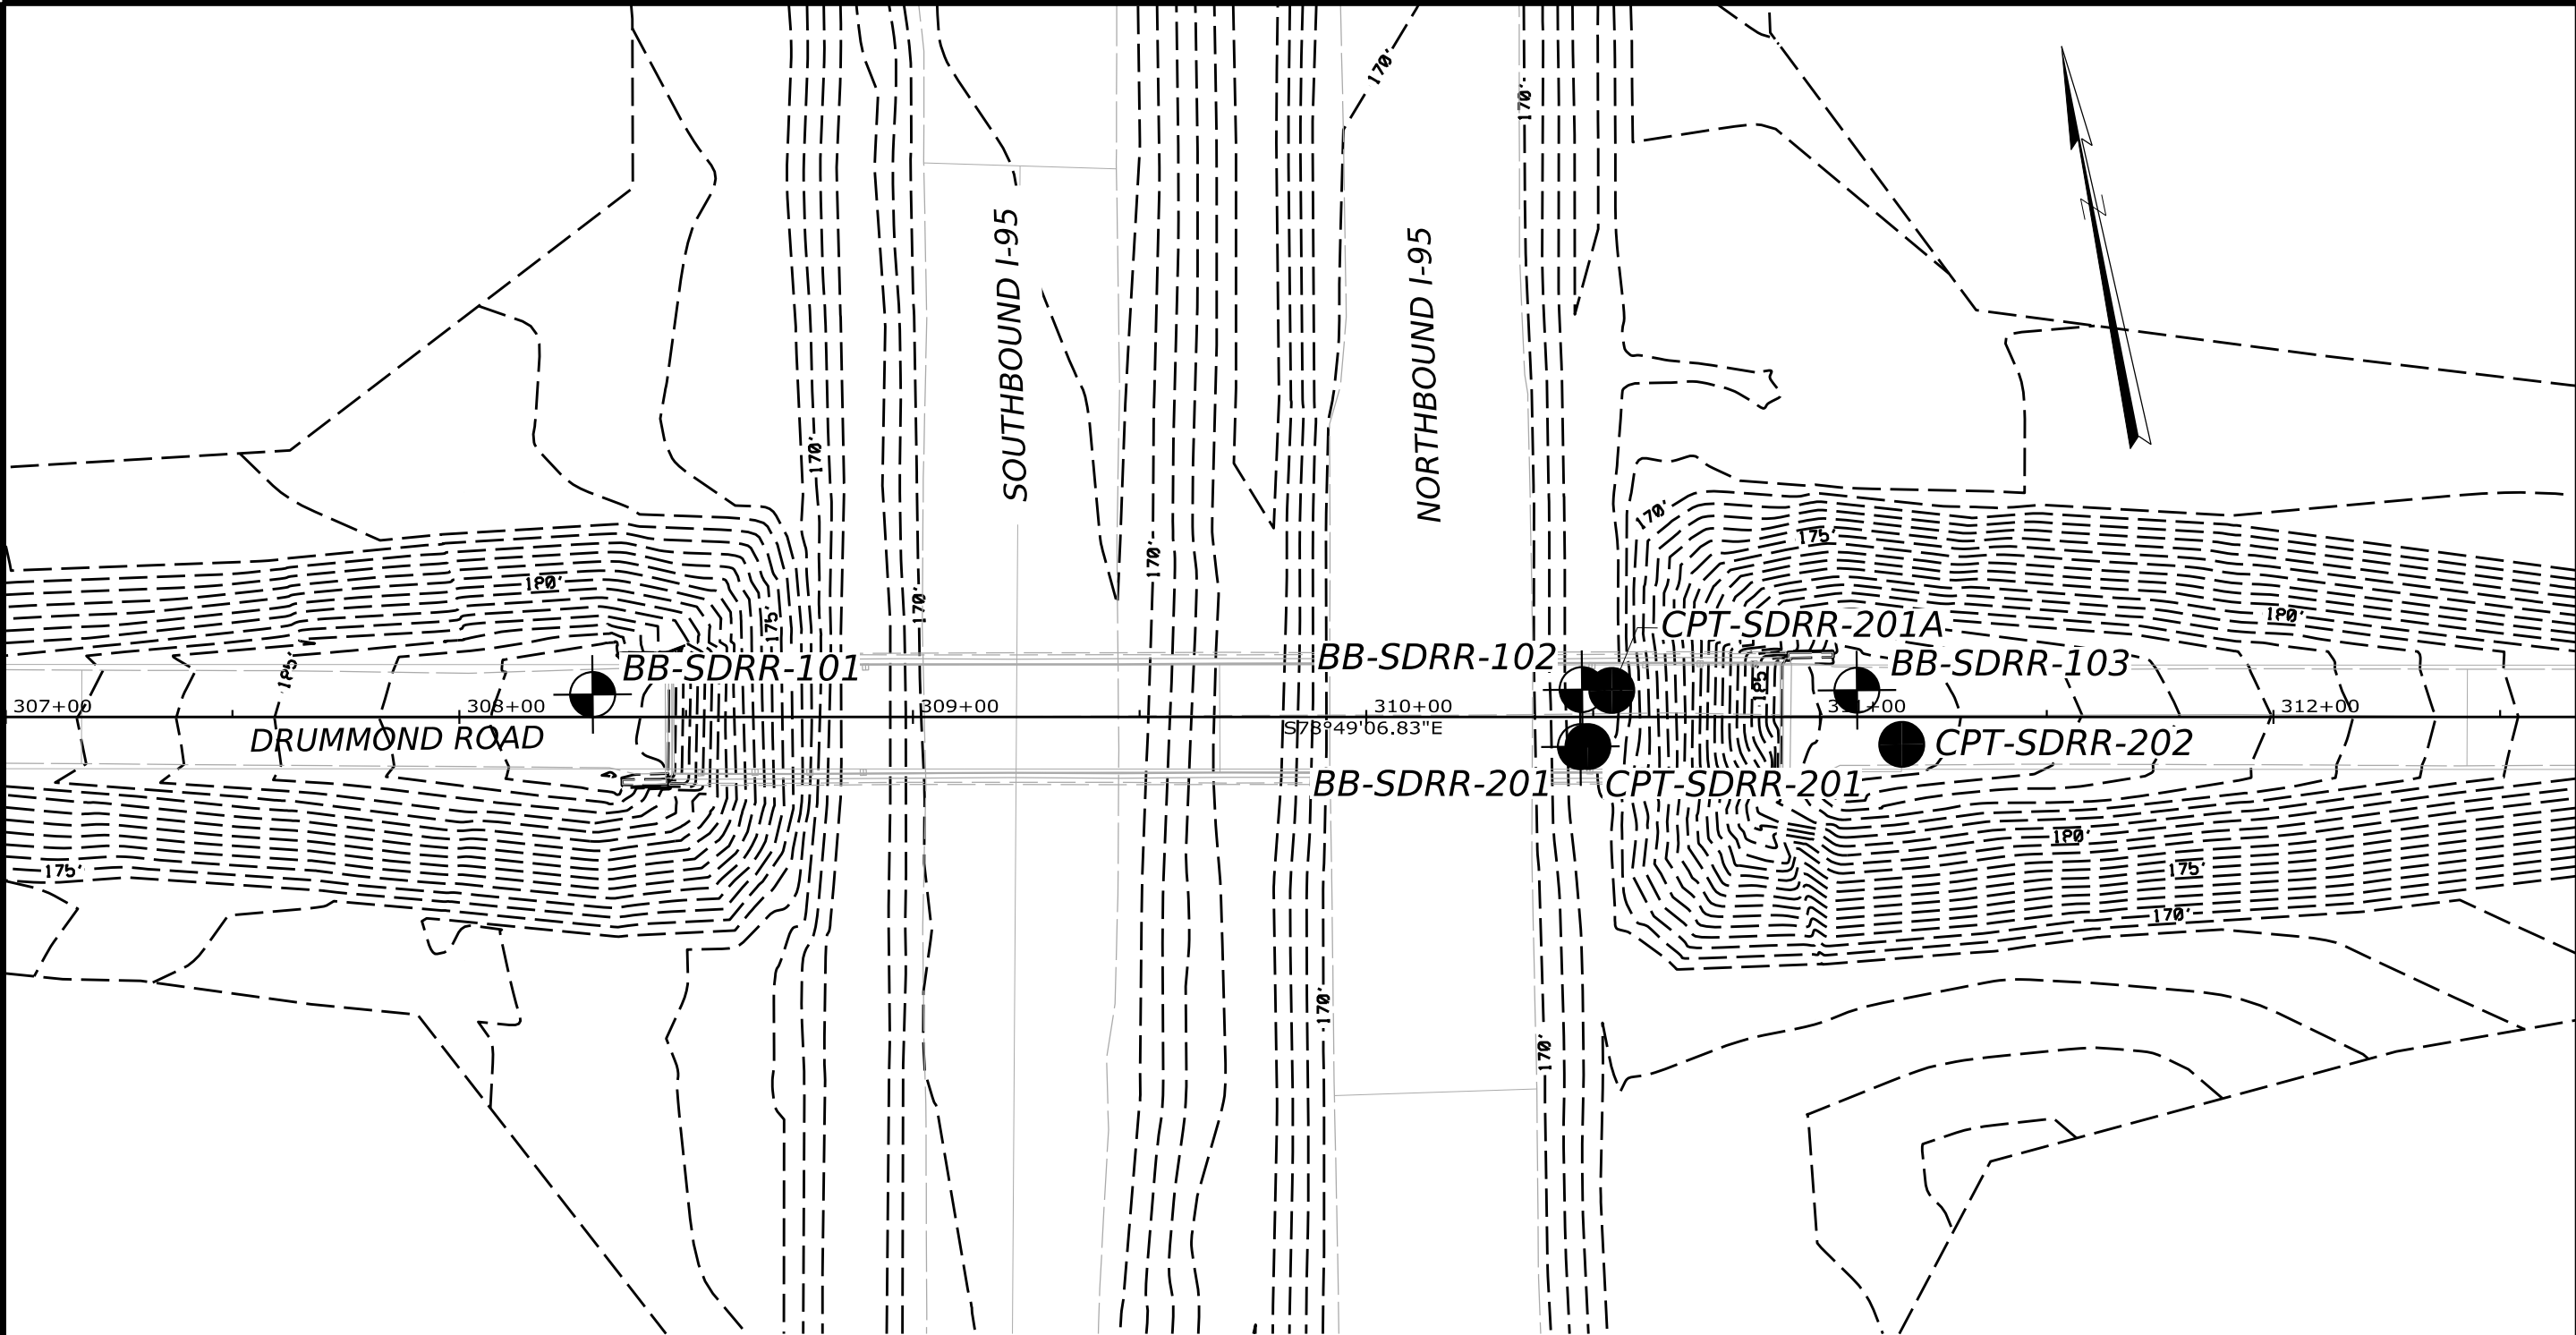 170'
170'
SOUTHBOUND I-95
NORTHBOUND I-95
170'
170'
175'
170'
180'
170'
175'
180'
CPT-SDRR-201A
BB-SDRR-101
BB-SDRR-102
BB-SDRR-103
185'
185'
307+00
308+00
309+00
310+00
311+00
312+00
S78°49'06.83"E
DRUMMOND ROAD
CPT-SDRR-202
BB-SDRR-201
CPT-SDRR-201
180'
175'
175'
170'
170'
170'